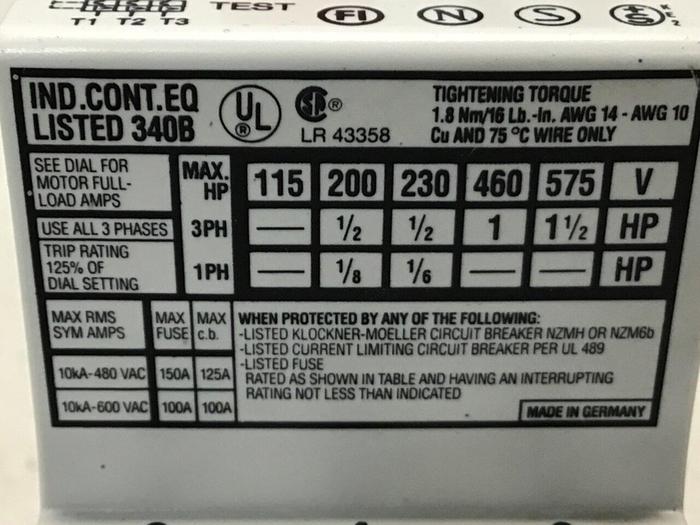 TEST
T1 T2 T3
FI N S +S KE2
IND.CONT.EQ
LISTED 340B
UL ®
SP ®
LR 43358
TIGHTENING TORQUE
1.8 Nm/16 Lb.-In. AWG 14 - AWG 10
Cu AND 75 °C WIRE ONLY
SEE DIAL FOR
MOTOR FULL-
LOAD AMPS
MAX.
HP
115 200 230 460 575 V
USE ALL 3 PHASES
3PH — 1/2 1/2 1 1 1/2 HP
TRIP RATING
125% OF
DIAL SETTING
1PH — 1/8 1/6 — — HP
MAX RMS
SYM AMPS
MAX
FUSE
MAX
c.b.
10kA-480 VAC 150A 125A
10kA-600 VAC 100A 100A
WHEN PROTECTED BY ANY OF THE FOLLOWING:
-LISTED KLOCKNER-MOELLER CIRCUIT BREAKER NZMH OR NZM6b
-LISTED CURRENT LIMITING CIRCUIT BREAKER PER UL 489
-LISTED FUSE
RATED AS SHOWN IN TABLE AND HAVING AN INTERRUPTING
RATING NOT LESS THAN INDICATED
MADE IN GERMANY